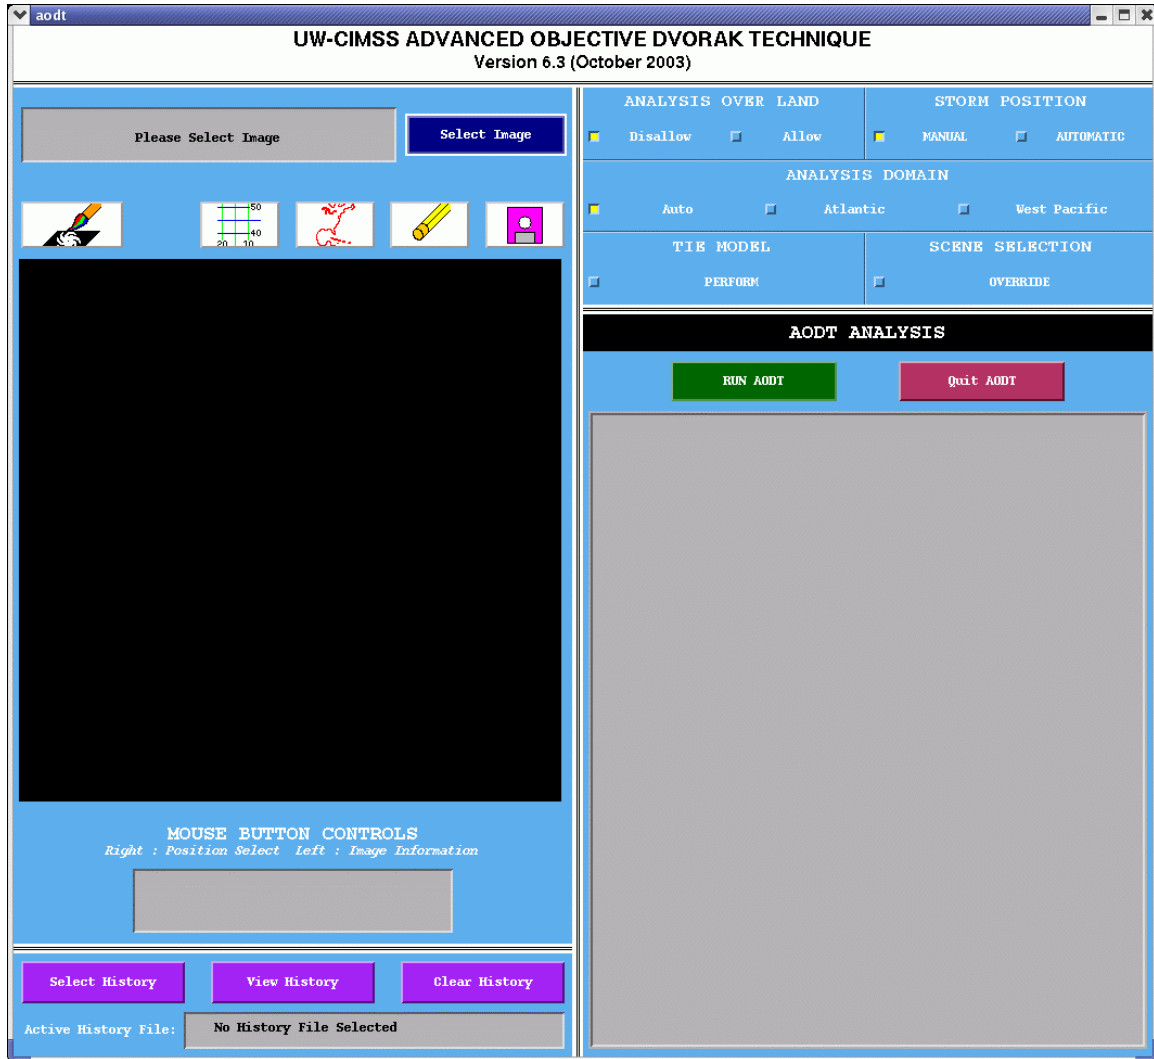 aodt
UW-CIMSS ADVANCED OBJECTIVE DVORAK TECHNIQUE
Version 6.3 (October 2003)
Please Select Image
Select Image
50
40
20 10
MOUSE BUTTON CONTROLS
Right : Position Select Left : Image Information
Select History
View History
Clear History
Active History File:
No History File Selected
ANALYSIS OVER LAND
Disallow
Allow
STORM POSITION
MANUAL
AUTOMATIC
ANALYSIS DOMAIN
Auto
Atlantic
West Pacific
TIE MODEL
PERFORM
SCENE SELECTION
OVERRIDE
AODT ANALYSIS
RUN AODT
Quit AODT